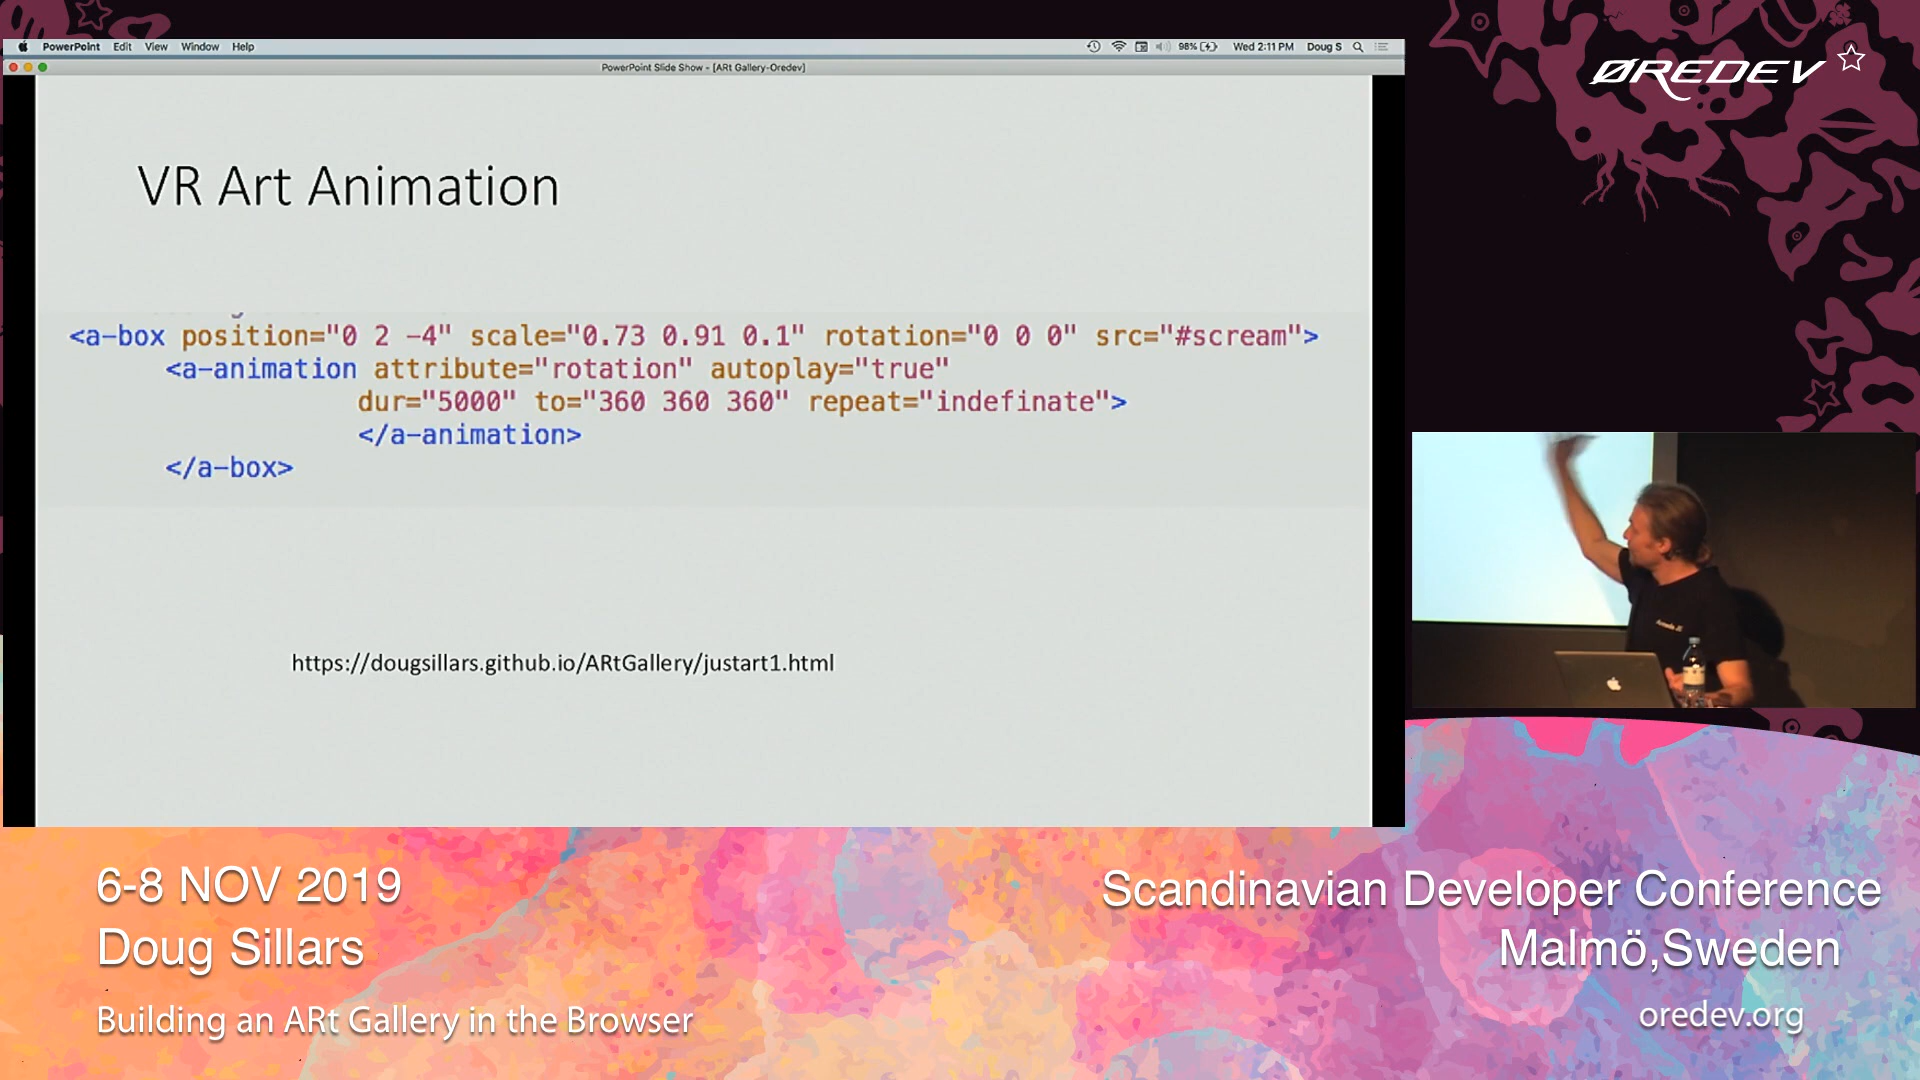 PowerPoint Edit View Window Help 98% Wed 2:11 PM Doug S
PowerPoint Slide Show - [ARt Gallery-Oredev]
ØREDEV
VR Art Animation
<a-box position="0 2 -4" scale="0.73 0.91 0.1" rotation="0 0 0" src="#scream">
<a-animation attribute="rotation" autoplay="true"
dur="5000" to="360 360 360" repeat="indefinate">
</a-animation>
</a-box>
https://dougsillars.github.io/ARtGallery/justart1.html
6-8 NOV 2019
Doug Sillars
Building an ARt Gallery in the Browser
Scandinavian Developer Conference
Malmö,Sweden
oredev.org